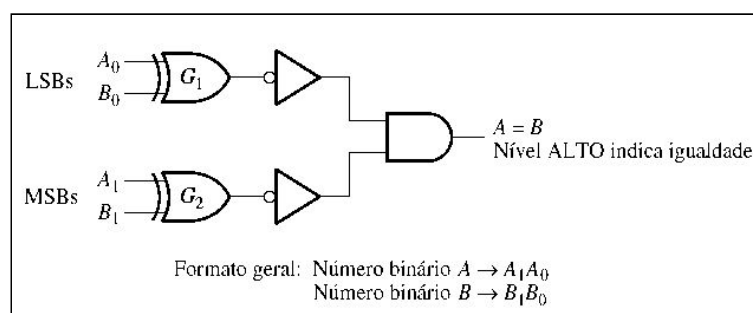 LSBs
A₀
B₀
G₁
MSBs
A₁
B₁
G₂
A = B
Nível ALTO indica igualdade
Formato geral: Número binário A → A₁A₀
Número binário B → B₁B₀